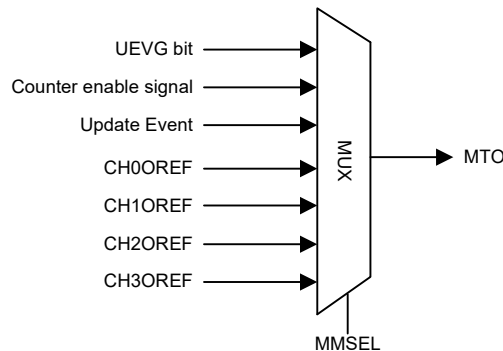 UEVG bit
Counter enable signal
Update Event
CH0OREF
CH1OREF
CH2OREF
CH3OREF
MUX
MTO
MMSEL